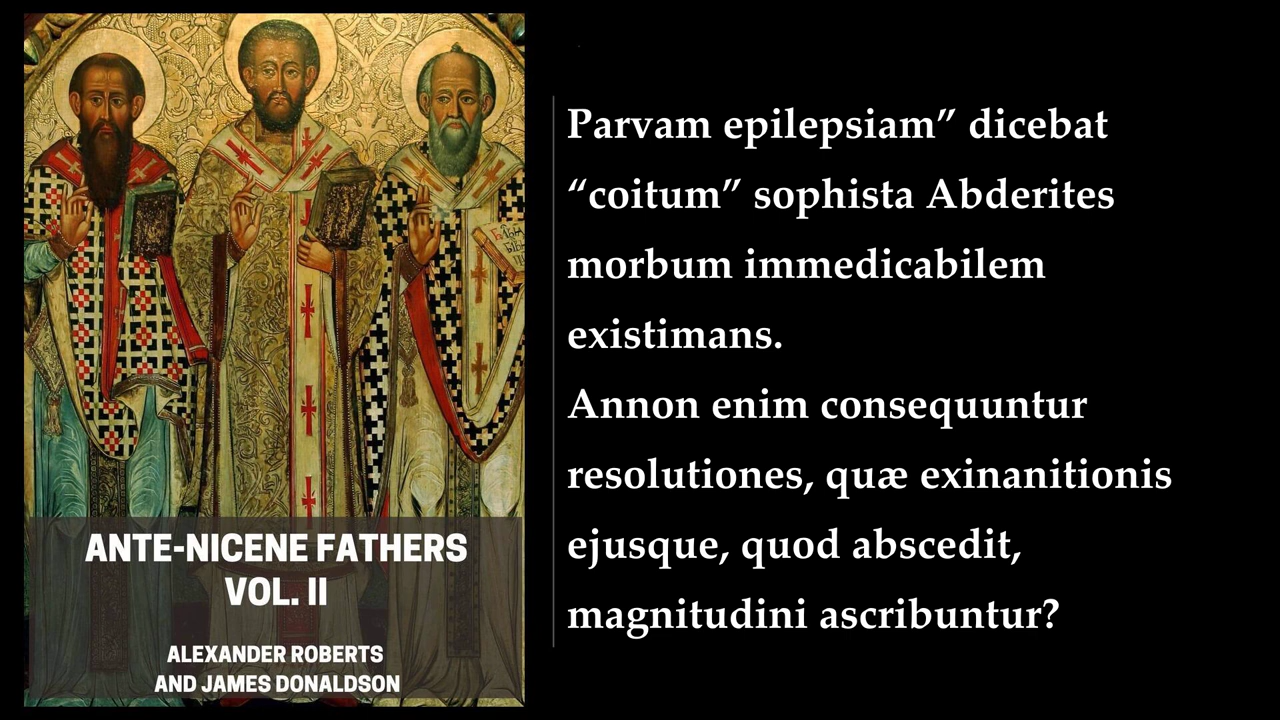 ANTE-NICENE FATHERS
VOL. II
ALEXANDER ROBERTS
AND JAMES DONALDSON
Parvam epilepsiam” dicebat
“coitum” sophista Abderites
morbum immedicabilem
existimans.
Annon enim consequuntur
resolutiones, quæ exinanitionis
ejusque, quod abscedit,
magnitudini ascribuntur?